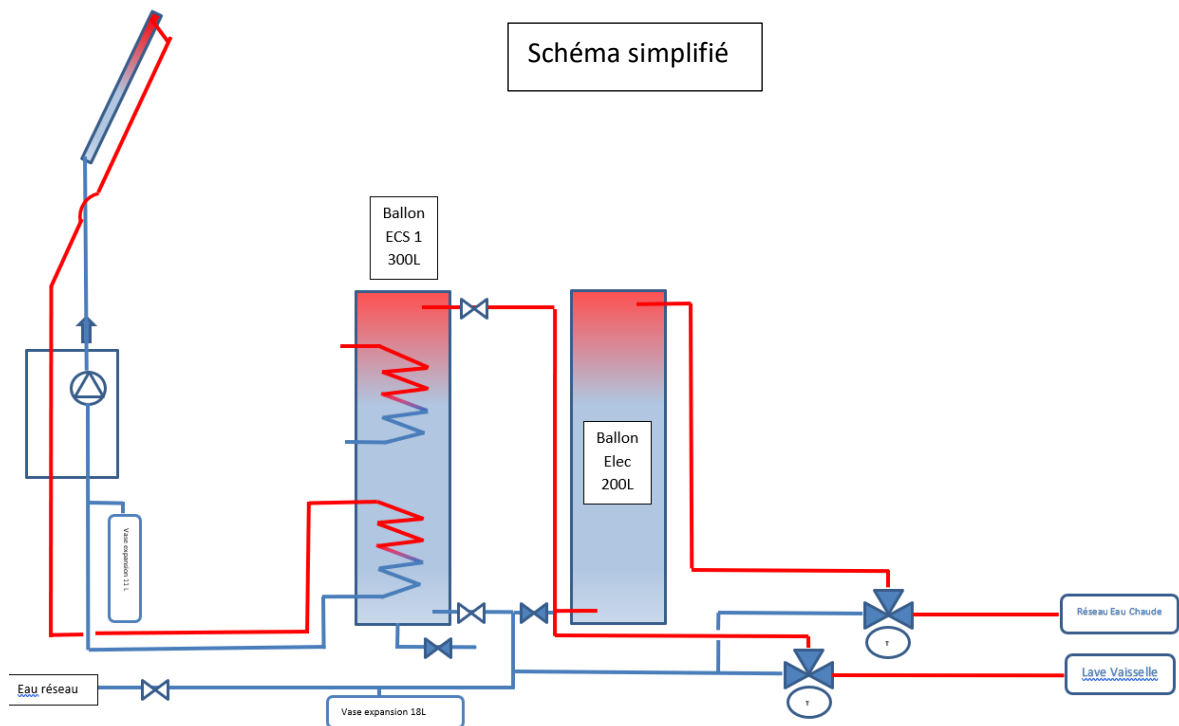 Schéma simplifié
Ballon
ECS 1
300L
Ballon
Elec
200L
Vase expansion 11 L
Réseau Eau Chaude
T
Lave Vaisselle
T
Eau réseau
Vase expansion 18L